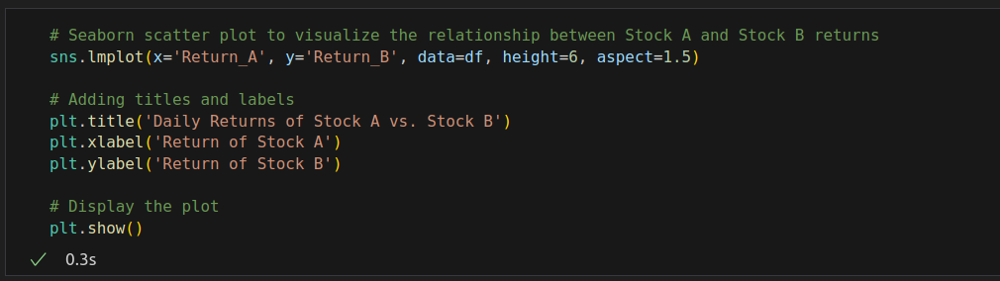 # Seaborn scatter plot to visualize the relationship between Stock A and Stock B returns
sns.lmplot(x='Return_A', y='Return_B', data=df, height=6, aspect=1.5)
# Adding titles and labels
plt.title('Daily Returns of Stock A vs. Stock B')
plt.xlabel('Return of Stock A')
plt.ylabel('Return of Stock B')
# Display the plot
plt.show()
0.3s